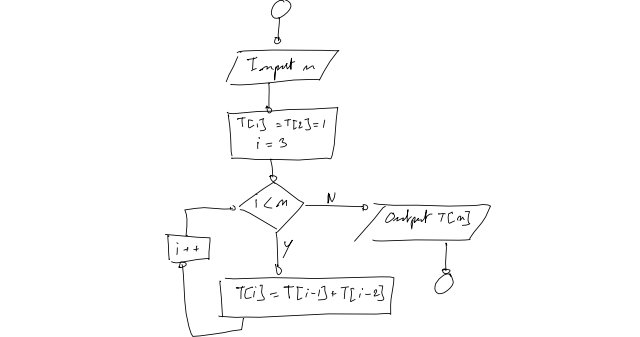 Input n
T[1] = T[2] = 1
i = 3
i < n
N
Output T[n]
Y
i++
T[i] = T[i-1] + T[i-2]